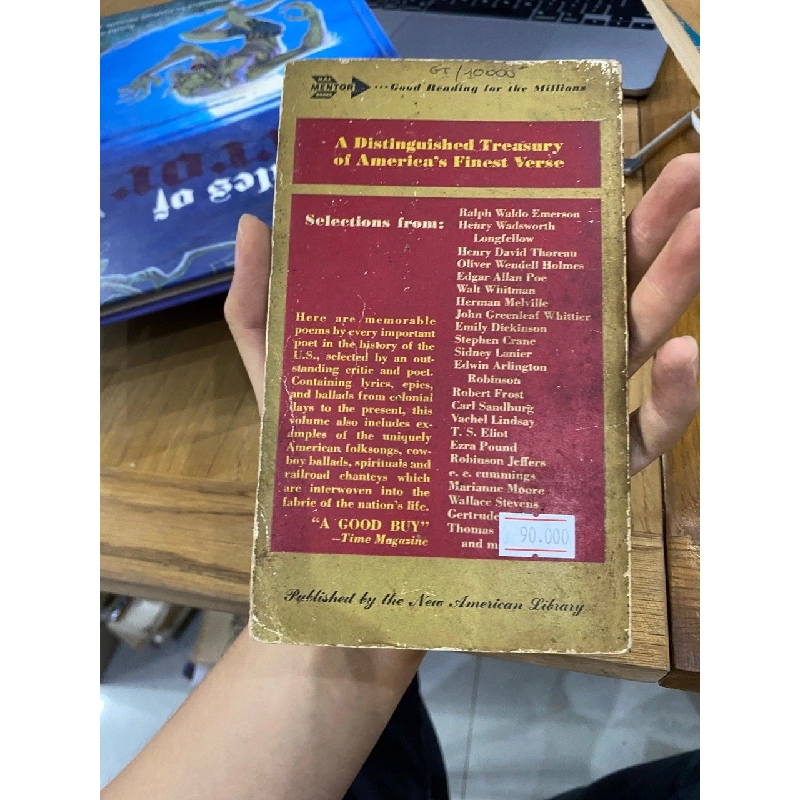 GT/10000
MENTOR
...Good Reading for the Millions
A Distinguished Treasury
of America's Finest Verse
Selections from:
Here are memorable
poems by every important
poet in the history of the
U.S., selected by an out-
standing critic and poet.
Containing lyrics, epics,
and ballads from colonial
days to the present, this
volume also includes ex-
amples of the uniquely
American folksongs, cow-
boy ballads, spirituals and
railroad chanteys which
are interwoven into the
fabric of the nation's life.
"A GOOD BUY"
—Time Magazine
Ralph Waldo Emerson
Henry Wadsworth
Longfellow
Henry David Thoreau
Oliver Wendell Holmes
Edgar Allan Poe
Walt Whitman
Herman Melville
John Greenleaf Whittier
Emily Dickinson
Stephen Crane
Sidney Lanier
Edwin Arlington
Robinson
Robert Frost
Carl Sandburg
Vachel Lindsay
T. S. Eliot
Ezra Pound
Robinson Jeffers
e. e. cummings
Marianne Moore
Wallace Stevens
Gertrude
Thomas
and
90.000
Published by the New American Library
of